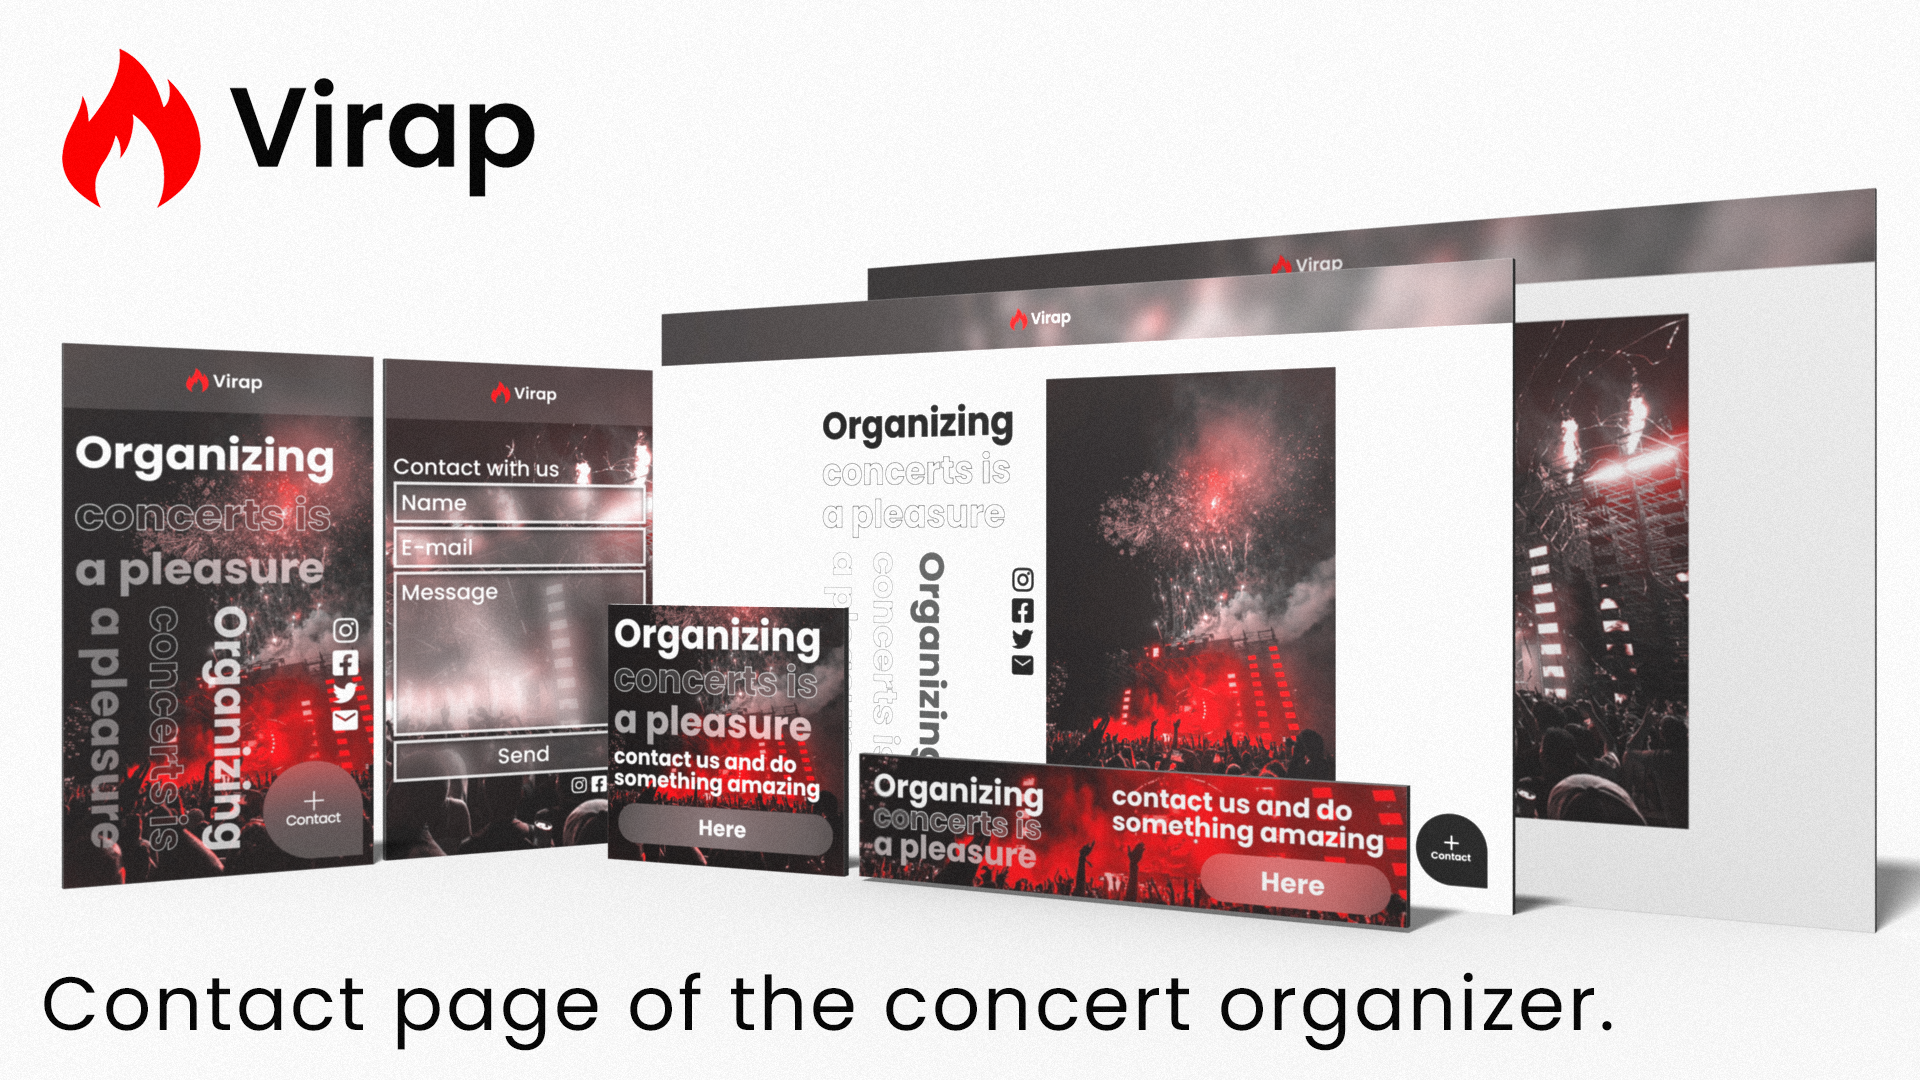 Virap
Virap
Organizing
concerts is
a pleasure
a pleasure
concerts is
Organizing
+
Contact
Virap
Contact with us
Name
E-mail
Message
Send
Organizing
concerts is
a pleasure
contact us and do
something amazing
Here
Virap
Virap
Organizing
concerts is
a pleasure
concerts is
Organizing
Organizing
concerts is
a pleasure
contact us and do
something amazing
Here
+
Contact
Contact page of the concert organizer.